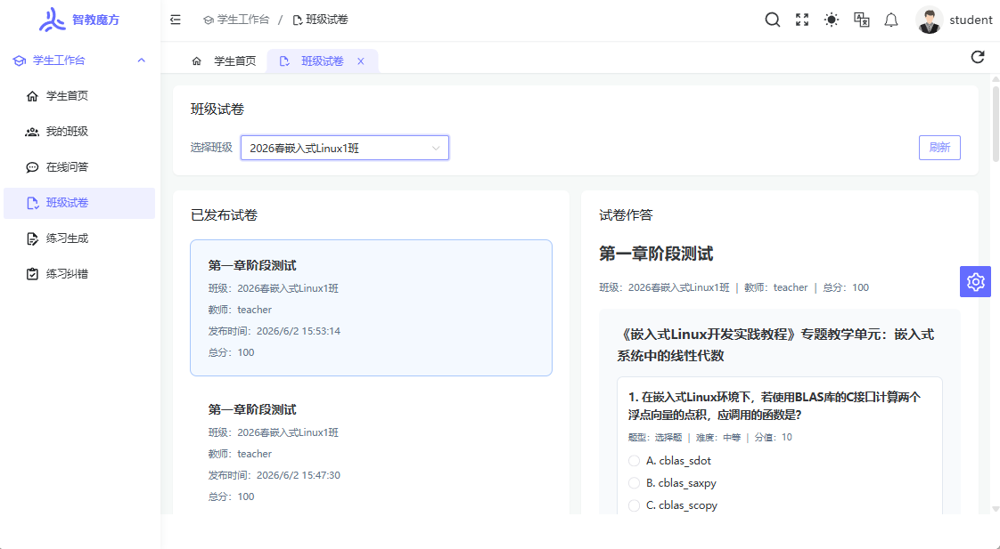 智教魔方
学生工作台 / 班级试卷
student
学生工作台
学生首页
我的班级
在线问答
班级试卷
练习生成
练习纠错
学生首页 班级试卷
班级试卷
选择班级 2026春嵌入式Linux1班 刷新
已发布试卷
第一章阶段测试
班级：2026春嵌入式Linux1班
教师：teacher
发布时间：2026/6/2 15:53:14
总分：100
第一章阶段测试
班级：2026春嵌入式Linux1班
教师：teacher
发布时间：2026/6/2 15:47:30
总分：100
试卷作答
第一章阶段测试
班级：2026春嵌入式Linux1班 | 教师：teacher | 总分：100
《嵌入式Linux开发实践教程》专题教学单元：嵌入式
系统中的线性代数
1. 在嵌入式Linux环境下，若使用BLAS库的C接口计算两个
浮点向量的点积，应调用的函数是？
题型：选择题 | 难度：中等 | 分值：10
A. cblas_sdot
B. cblas_saxpy
C. cblas_scopy